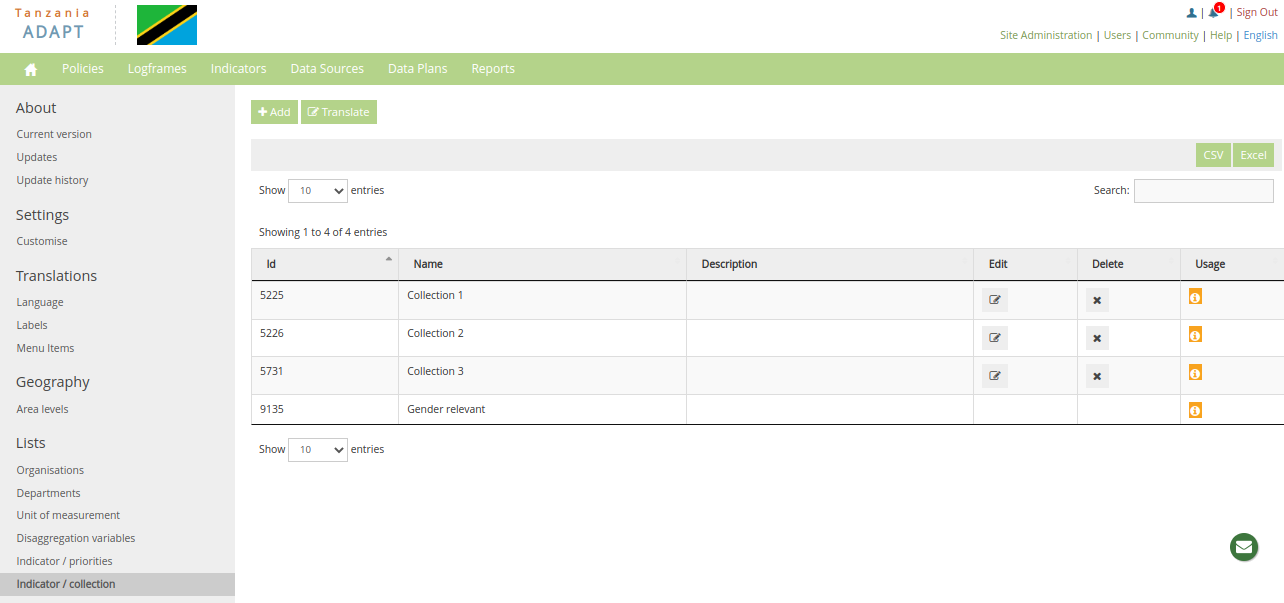 Tanzania
ADAPT
1
| | Sign Out
Site Administration | Users | Community | Help | English
Policies Logframes Indicators Data Sources Data Plans Reports
About
Current version
Updates
Update history
Settings
Customise
Translations
Language
Labels
Menu Items
Geography
Area levels
Lists
Organisations
Departments
Unit of measurement
Disaggregation variables
Indicator / priorities
Indicator / collection
Add Translate
CSV Excel
Show 10 entries Search:
Showing 1 to 4 of 4 entries
Id Name Description Edit Delete Usage
5225 Collection 1
5226 Collection 2
5731 Collection 3
9135 Gender relevant
Show 10 entries